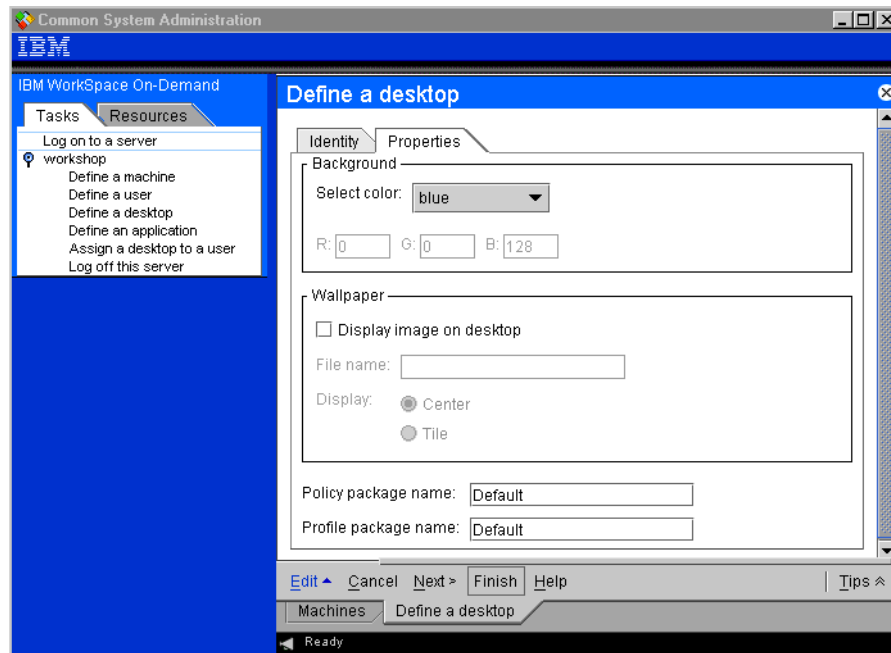 Common System Administration
IBM
IBM WorkSpace On-Demand
Tasks Resources
Log on to a server
workshop
Define a machine
Define a user
Define a desktop
Define an application
Assign a desktop to a user
Log off this server
Define a desktop
Identity Properties
Background
Select color: blue
R: 0 G: 0 B: 128
Wallpaper
Display image on desktop
File name:
Display: Center
Tile
Policy package name: Default
Profile package name: Default
Edit Cancel Next > Finish Help Tips
Machines Define a desktop
Ready